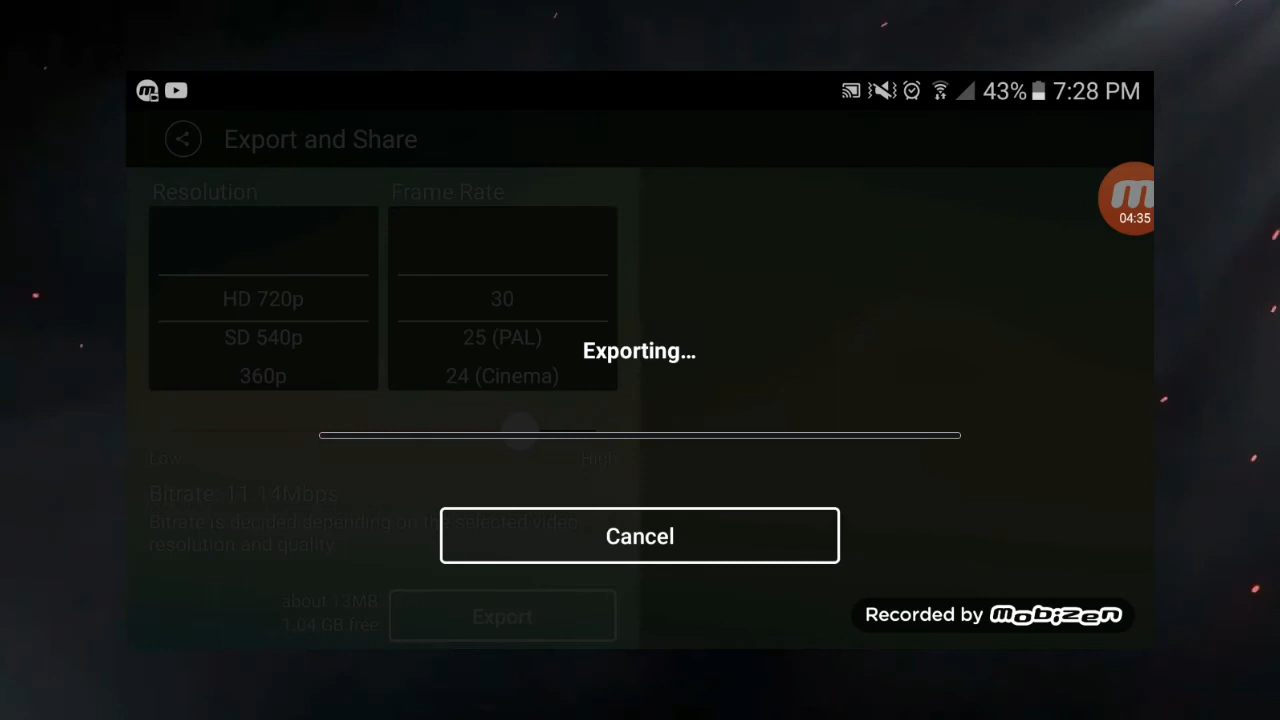 43% 7:28 PM
Export and Share
Resolution Frame Rate
m
04:35
HD 720p 30
SD 540p 25 (PAL)
Exporting...
360p 24 (Cinema)
Low High
Bitrate: 11.14Mbps
Bitrate is decided depending on the selected video
resolution and quality
Cancel
about 13MB
1.04 GB free
Export
Recorded by mobizen